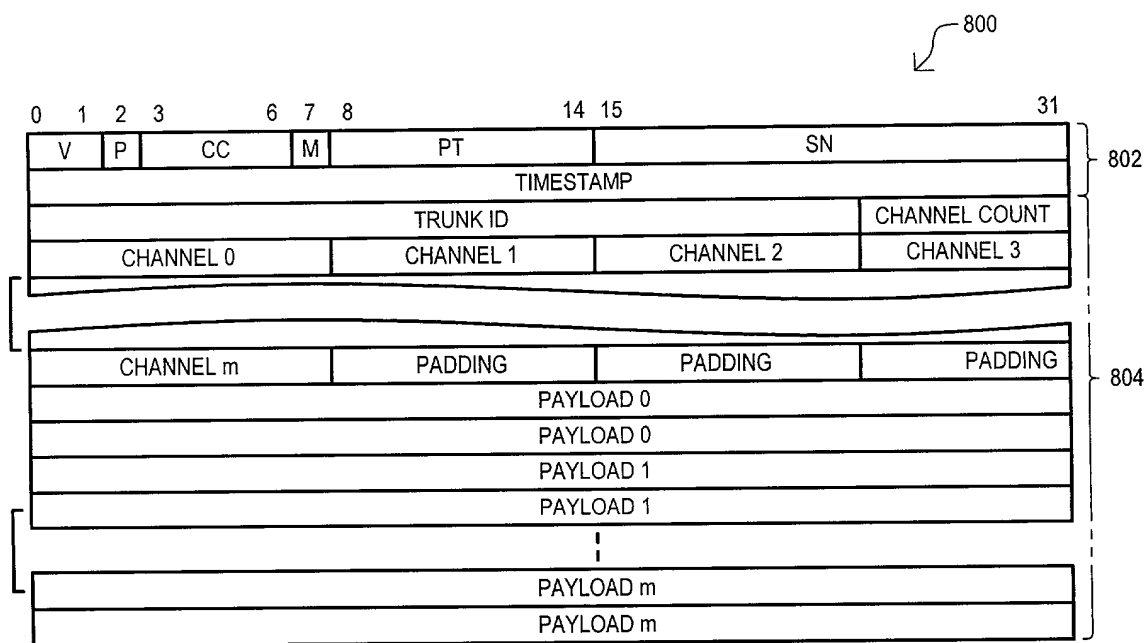 800
0 1 2 3 6 7 8 14 15 31
V P CC M PT SN
802
TIMESTAMP
TRUNK ID CHANNEL COUNT
CHANNEL 0 CHANNEL 1 CHANNEL 2 CHANNEL 3
CHANNEL m PADDING PADDING PADDING
804
PAYLOAD 0
PAYLOAD 0
PAYLOAD 1
PAYLOAD 1
PAYLOAD m
PAYLOAD m